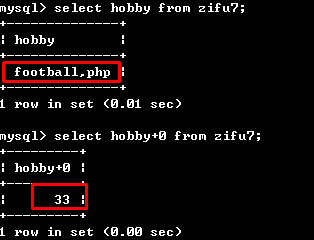 mysql> select hobby from zifu7;
+--------------+
| hobby        |
+--------------+
| football,php |
+--------------+
1 row in set (0.01 sec)
mysql> select hobby+0 from zifu7;
+---------+
| hobby+0 |
+---------+
|      33 |
+---------+
1 row in set (0.00 sec)